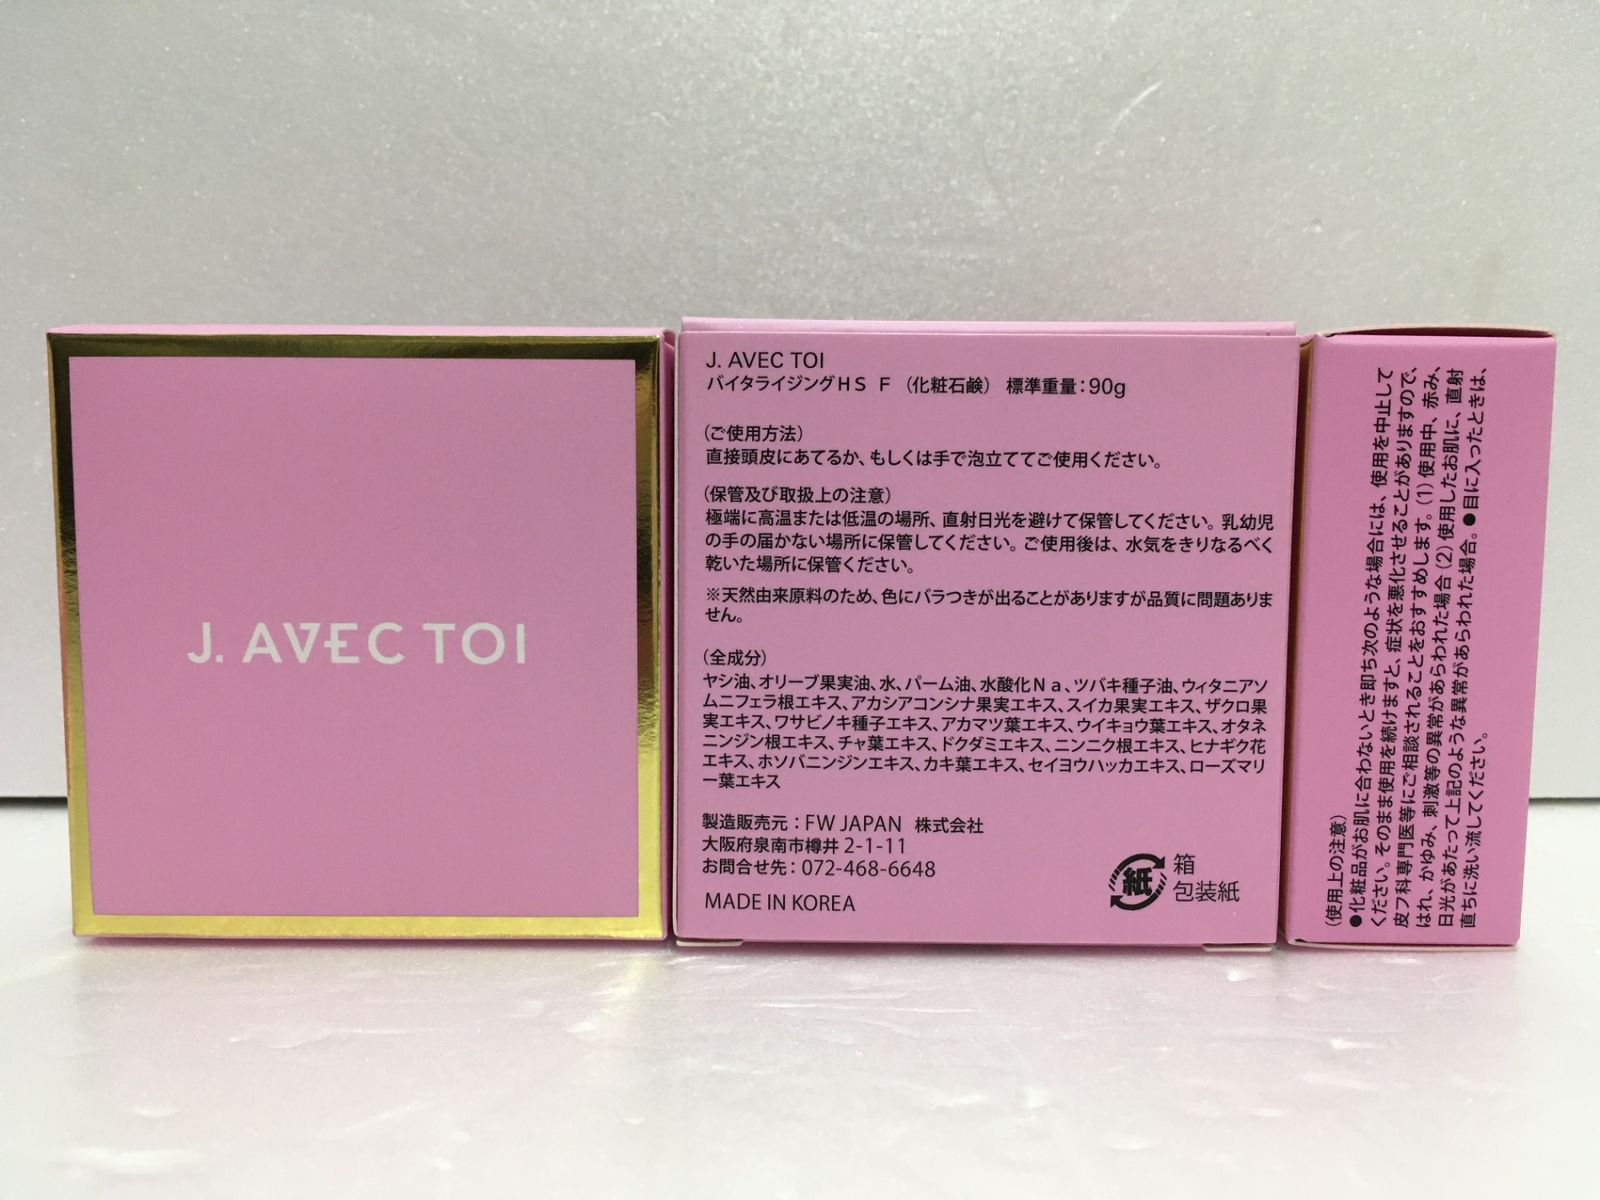 J. AVEC TOI
J. AVEC TOI
バイタライジングＨＳ Ｆ （化粧石鹸） 標準重量：90g
（ご使用方法）
直接頭皮にあてるか、もしくは手で泡立ててご使用ください。
（保管及び取扱上の注意）
極端に高温または低温の場所、直射日光を避けて保管してください。乳幼児
の手の届かない場所に保管してください。ご使用後は、水気をきりなるべく
乾いた場所に保管ください。
※天然由来原料のため、色にバラつきが出ることがありますが品質に問題ありま
せん。
（全成分）
ヤシ油、オリーブ果実油、水、パーム油、水酸化Ｎａ、ツバキ種子油、ウィタニアソ
ムニフェラ根エキス、アカシアコンシナ果実エキス、スイカ果実エキス、ザクロ果
実エキス、ワサビノキ種子エキス、アカマツ葉エキス、ウイキョウ葉エキス、オタネ
ニンジン根エキス、チャ葉エキス、ドクダミエキス、ニンニク根エキス、ヒナギク花
エキス、ホソバニンジンエキス、カキ葉エキス、セイヨウハッカエキス、ローズマリ
ー葉エキス
製造販売元：FW JAPAN 株式会社
大阪府泉南市樽井 2-1-11
お問合せ先：072-468-6648
MADE IN KOREA
紙
箱
包装紙
（使用上の注意）
●化粧品がお肌に合わないとき即ち次のような場合には、使用を中止して
ください。そのまま使用を続けますと、症状を悪化させることがありますので、
皮フ科専門医等にご相談されることをおすすめします。（1）使用中、赤み、
はれ、かゆみ、刺激等の異常があらわれた場合（2）使用したお肌に、直射
日光があたって上記のような異常があらわれた場合。●目に入ったときは、
直ちに洗い流してください。